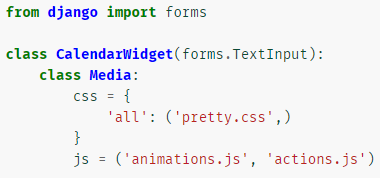 from django import forms

class CalendarWidget(forms.TextInput):
    class Media:
        css = {
            'all': ('pretty.css',)
        }
        js = ('animations.js', 'actions.js')